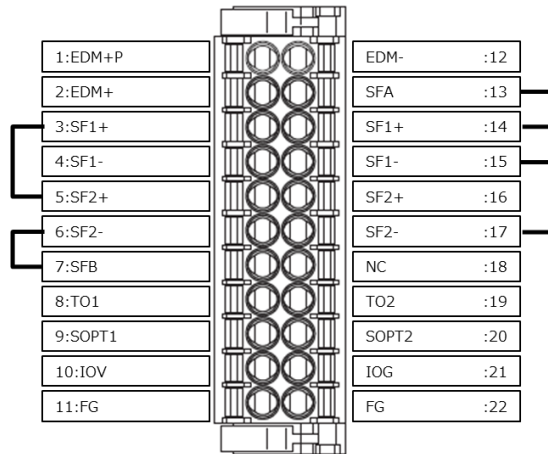 1:EDM+P EDM- :12
2:EDM+ SFA :13
3:SF1+ SF1+ :14
4:SF1- SF1- :15
5:SF2+ SF2+ :16
6:SF2- SF2- :17
7:SFB NC :18
8:TO1 TO2 :19
9:SOPT1 SOPT2 :20
10:IOV IOG :21
11:FG FG :22